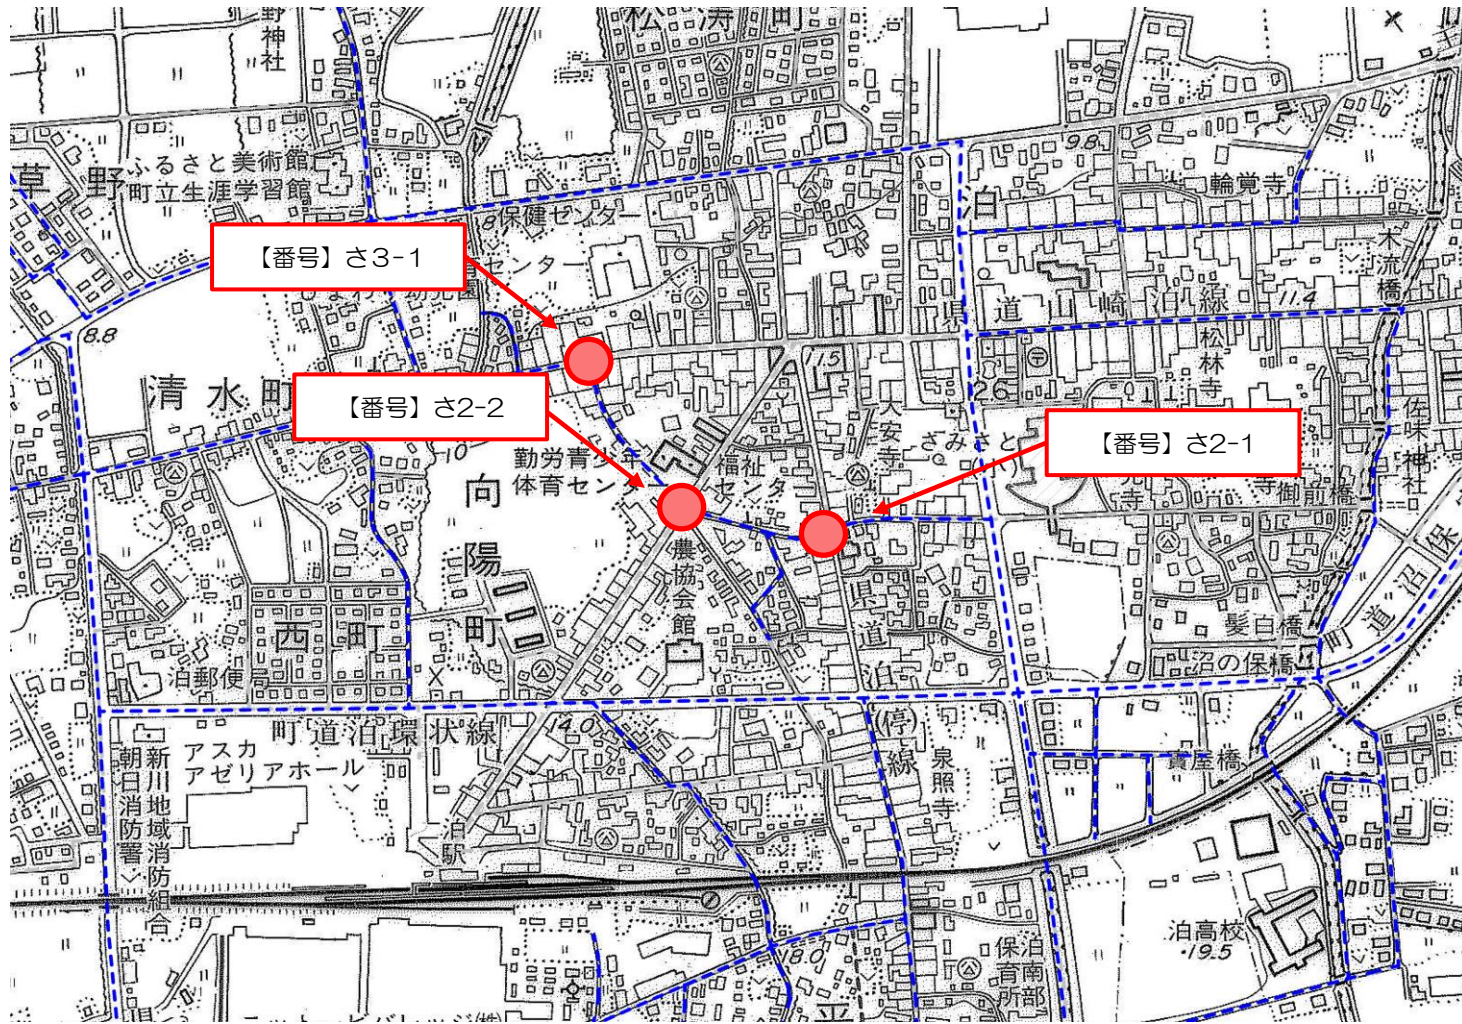 野神社
松涛町
ふるさと美術館
町立生涯学習館
草野
輪覚寺
9.8
泊
保健センター
【番号】さ3-1
センター
木流橋
県道山崎泊線
11.4
8.8
松林寺
11.5
清水町
26
【番号】さ2-2
大安寺
さみさと
【番号】さ2-1
佐味神社
10
勤労青少年
体育センタ
福祉
センター
御前橋
向陽町
農協会館
県道泊(停)線
西町
髪白橋
町道沼保
沼の保橋
泊郵便局
町道泊環状線
14.0
アスカ
アゼリアホール
新川地域消防組合
朝日消防署
泉照寺
泊駅
泊高校
19.5
泊南部
保育所
18.0